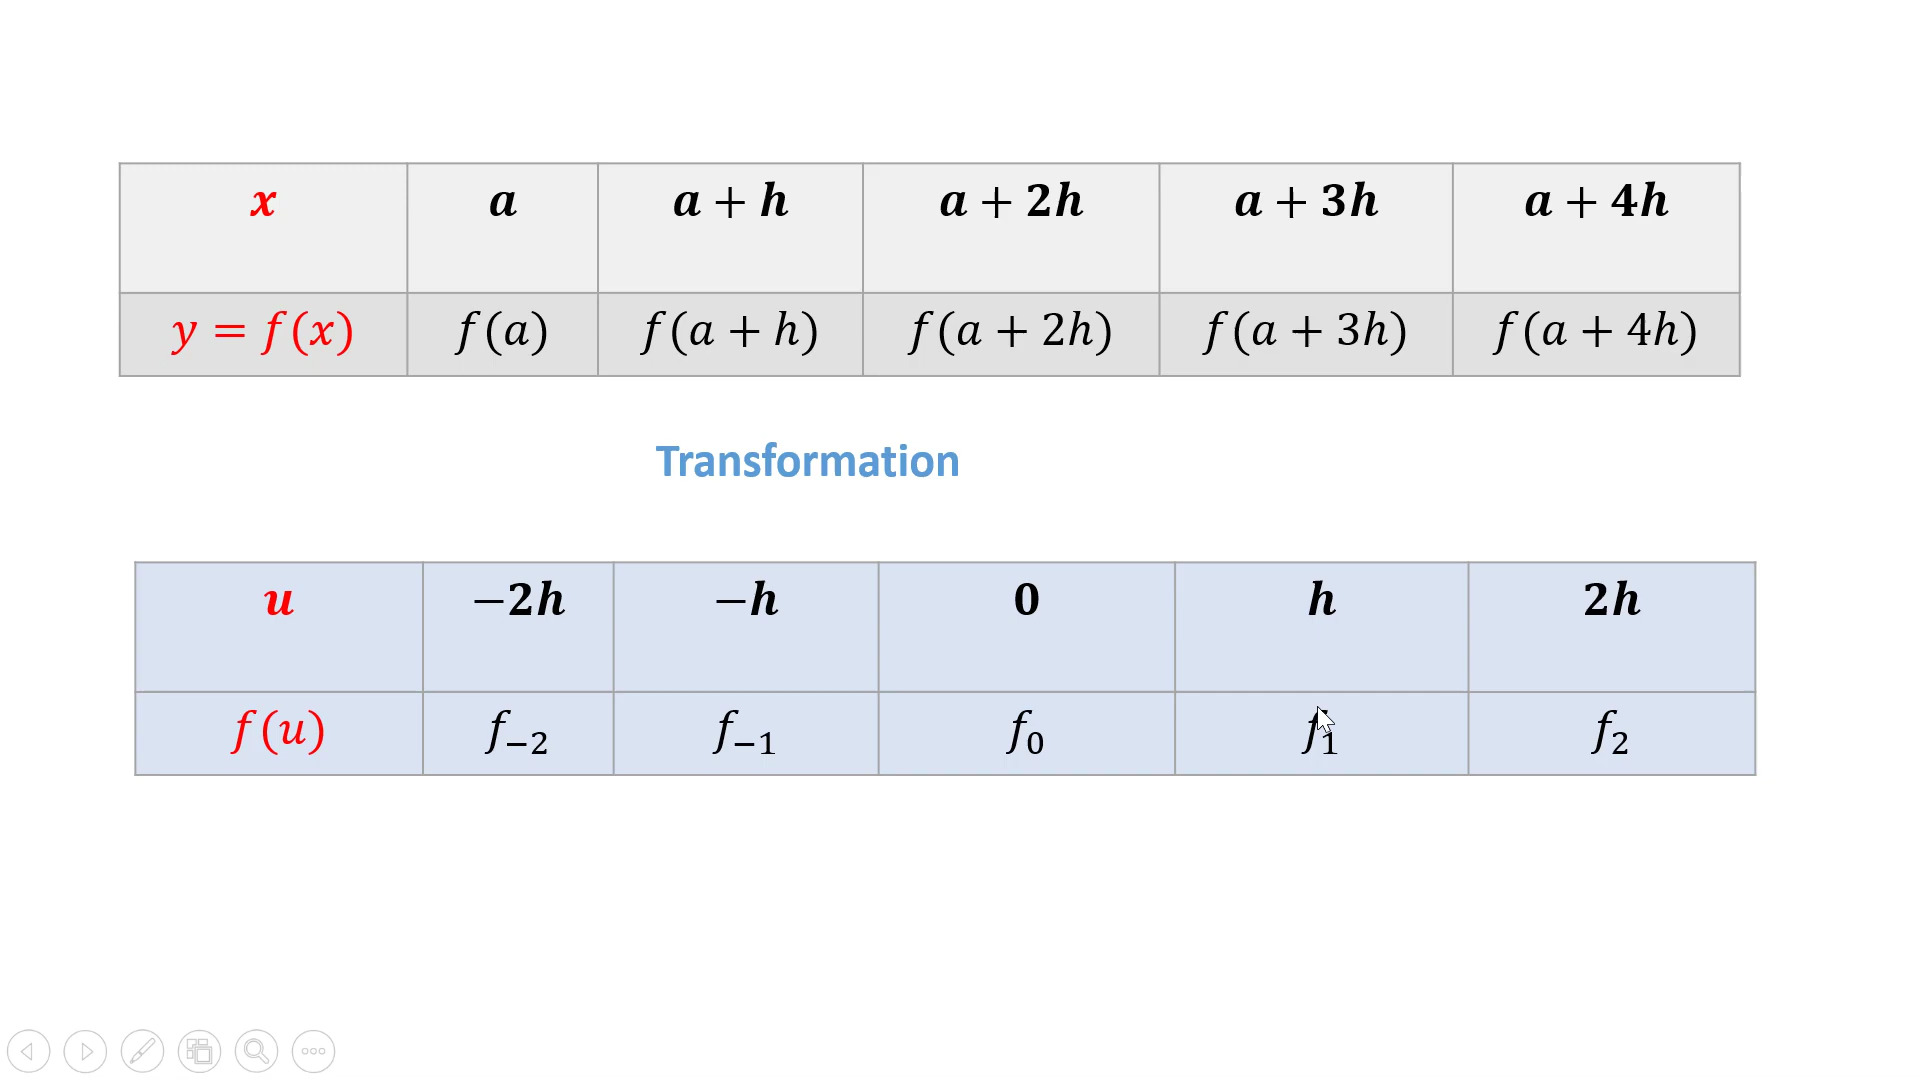 x a a + h a + 2h a + 3h a + 4h
y = f(x) f(a) f(a + h) f(a + 2h) f(a + 3h) f(a + 4h)
Transformation
u −2h −h 0 h 2h
f(u) f₋₂ f₋₁ f₀ f₁ f₂